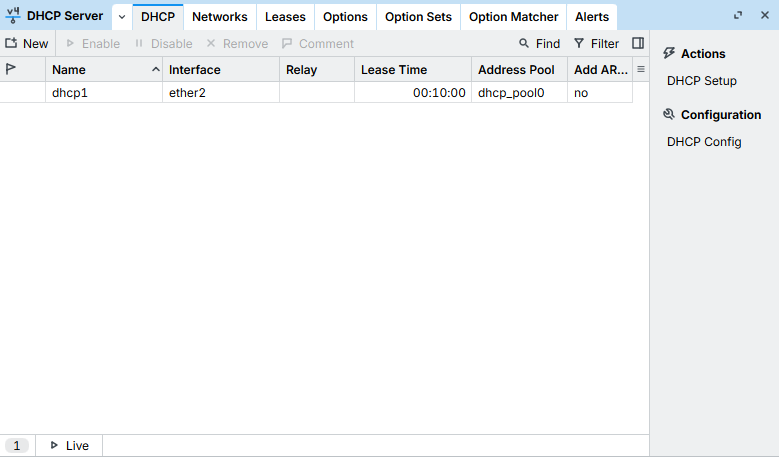 v4 DHCP Server DHCP Networks Leases Options Option Sets Option Matcher Alerts
New Enable Disable Remove Comment Find Filter
Name Interface Relay Lease Time Address Pool Add AR...
dhcp1 ether2 00:10:00 dhcp_pool0 no
Actions
DHCP Setup
Configuration
DHCP Config
1 Live